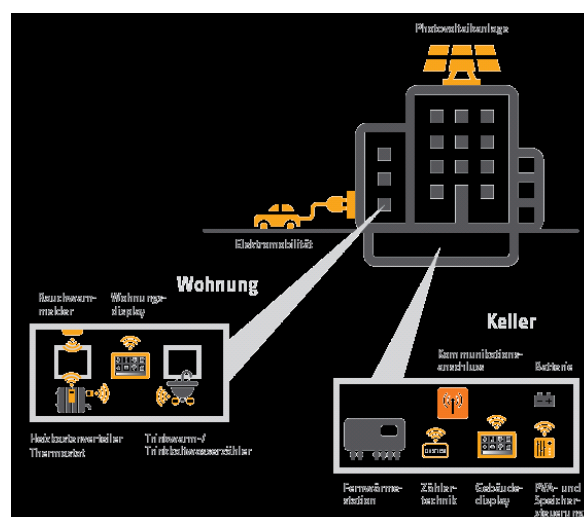 Photovoltaikanlage
Elektromobilität
Wohnung
Rauchwarn-
melder
Wohnungs-
display
Heizkostenverteiler
Thermostat
Trinkwarm-/
Trinkkaltwasserzähler
Keller
Kommunikations-
anschluss
Batterie
Fernwärme-
station
Zähler-
technik
Gebäude-
display
PVA- und
Speicher-
steuerung